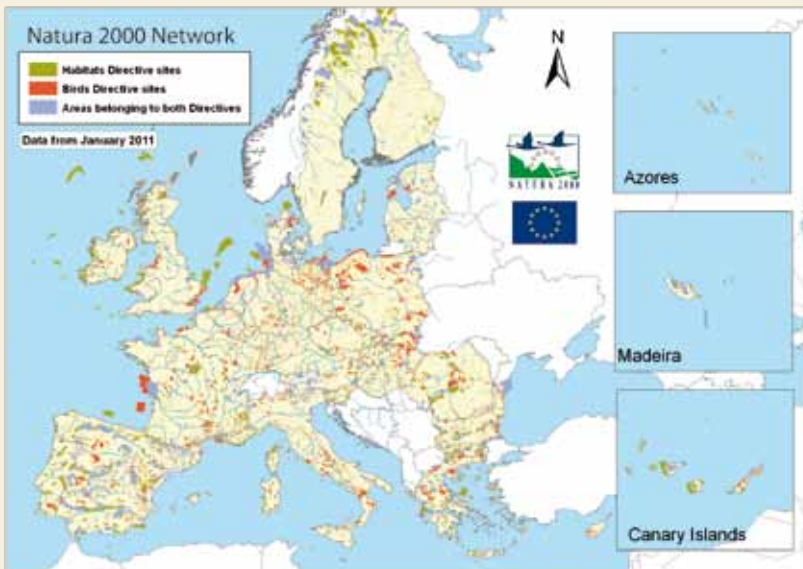 Natura 2000 Network
Habitats Directive sites
Birds Directive sites
Areas belonging to both Directives
Data from January 2011
N
NATURA 2000
Azores
Madeira
Canary Islands